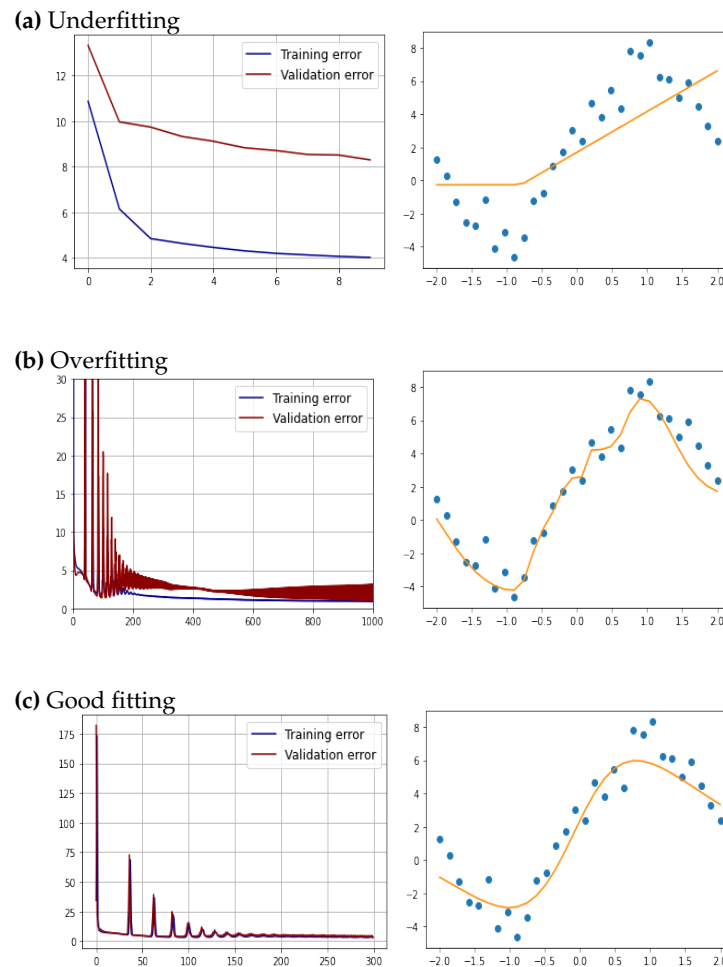 (a) Underfitting
Training error
Validation error
12
10
8
6
4
0 2 4 6 8
8
6
4
2
0
−2
−4
−2.0 −1.5 −1.0 −0.5 0.0 0.5 1.0 1.5 2.0
(b) Overfitting
Training error
Validation error
30
25
20
15
10
5
0
0 200 400 600 800 1000
8
6
4
2
0
−2
−4
−2.0 −1.5 −1.0 −0.5 0.0 0.5 1.0 1.5 2.0
(c) Good fitting
Training error
Validation error
175
150
125
100
75
50
25
0
0 50 100 150 200 250 300
8
6
4
2
0
−2
−4
−2.0 −1.5 −1.0 −0.5 0.0 0.5 1.0 1.5 2.0